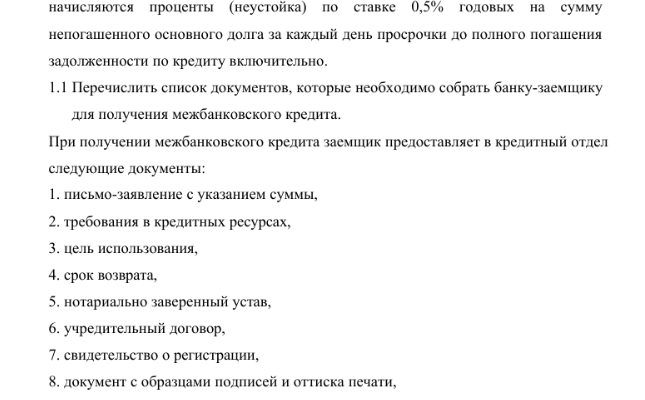 начисляются проценты (неустойка) по ставке 0,5% годовых на сумму
непогашенного основного долга за каждый день просрочки до полного погашения
задолженности по кредиту включительно.
1.1 Перечислить список документов, которые необходимо собрать банку-заемщику
для получения межбанковского кредита.
При получении межбанковского кредита заемщик предоставляет в кредитный отдел
следующие документы:
1. письмо-заявление с указанием суммы,
2. требования в кредитных ресурсах,
3. цель использования,
4. срок возврата,
5. нотариально заверенный устав,
6. учредительный договор,
7. свидетельство о регистрации,
8. документ с образцами подписей и оттиска печати,